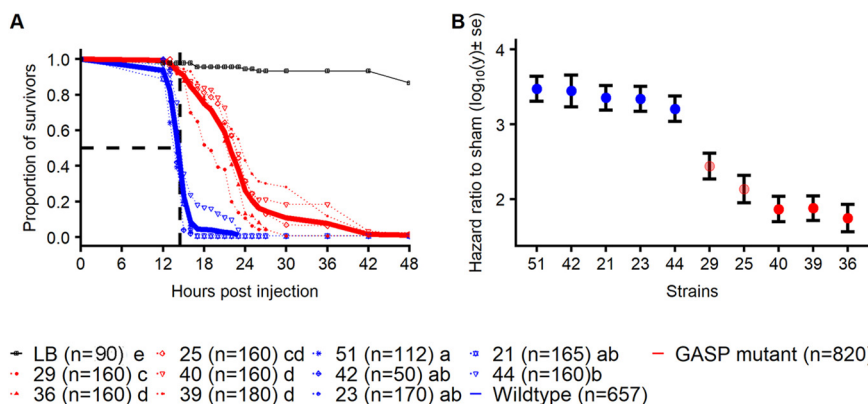 A
B
Proportion of survivors
1.0
0.8
0.6
0.4
0.2
0.0
0 6 12 18 24 30 36 42 48
Hours post injection
Hazard ratio to sham (log10(y)± se)
4
3
2
51 42 21 23 44 29 25 40 39 36
Strains
LB (n=90) e
29 (n=160) c
36 (n=160) d
25 (n=160) cd
40 (n=160) d
39 (n=180) d
51 (n=112) a
42 (n=50) ab
23 (n=170) ab
21 (n=165) ab
44 (n=160)b
Wildtype (n=657)
GASP mutant (n=820)